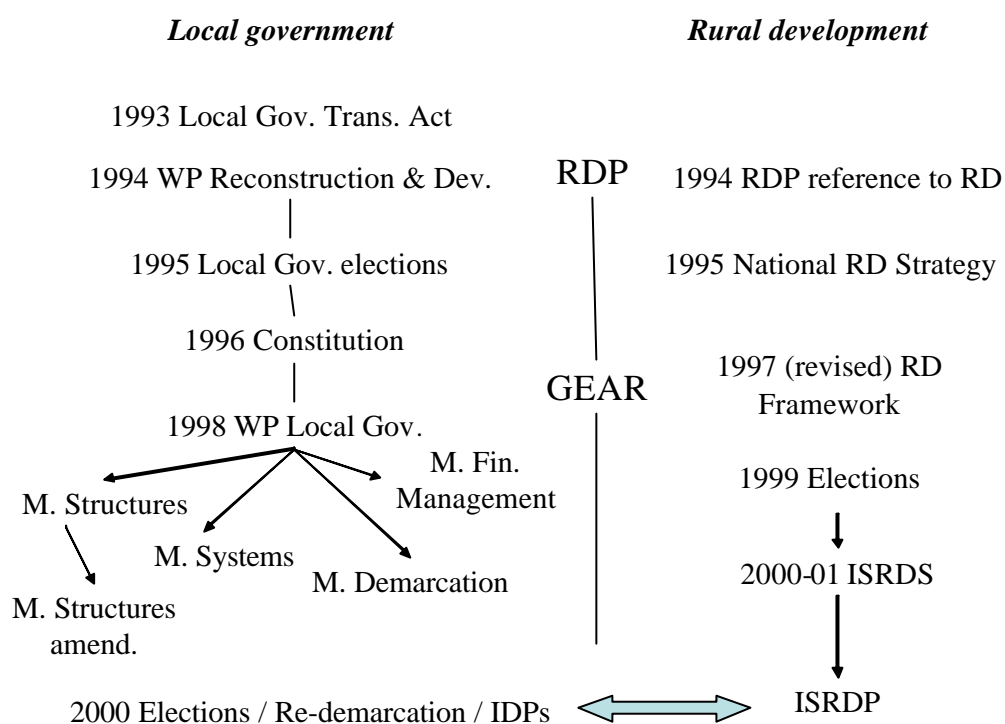 Local government
Rural development
1993 Local Gov. Trans. Act
1994 WP Reconstruction & Dev.
RDP
1994 RDP reference to RD
1995 Local Gov. elections
1995 National RD Strategy
1996 Constitution
GEAR
1997 (revised) RD
Framework
1998 WP Local Gov.
M. Fin.
Management
1999 Elections
M. Structures
M. Systems
M. Demarcation
2000-01 ISRDS
M. Structures
amend.
2000 Elections / Re-demarcation / IDPs
ISRDP